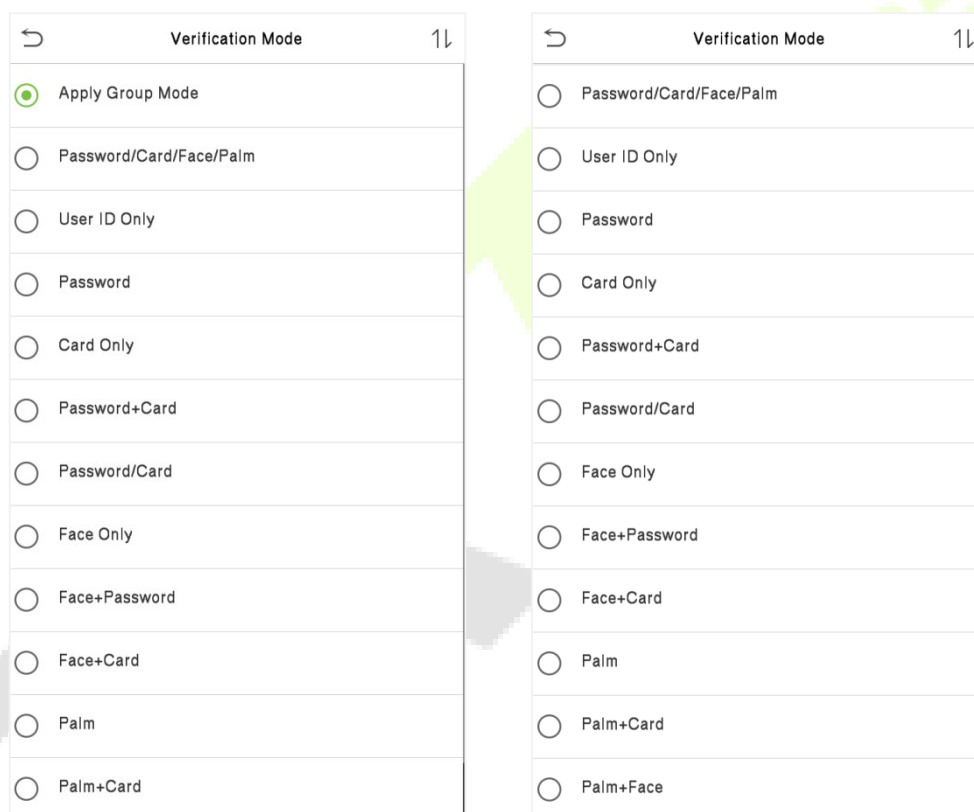 Verification Mode
Apply Group Mode
Password/Card/Face/Palm
User ID Only
Password
Card Only
Password+Card
Password/Card
Face Only
Face+Password
Face+Card
Palm
Palm+Card
Verification Mode
Password/Card/Face/Palm
User ID Only
Password
Card Only
Password+Card
Password/Card
Face Only
Face+Password
Face+Card
Palm
Palm+Card
Palm+Face